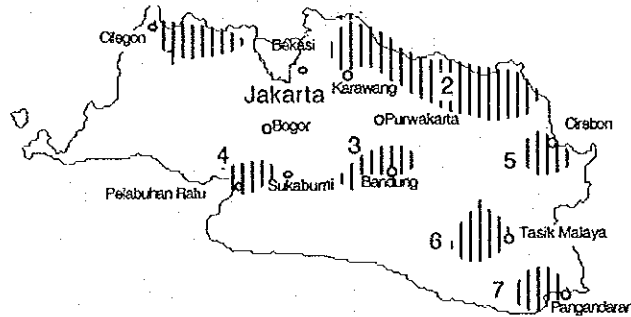 Cilegon
Bekasi
Jakarta
Karawang
2
Bogor
Purwakarta
Cirebon
3
5
4
Bandung
Sukabumi
Pelabuhan Ratu
6
Tasik Malaya
7
Pangandaran